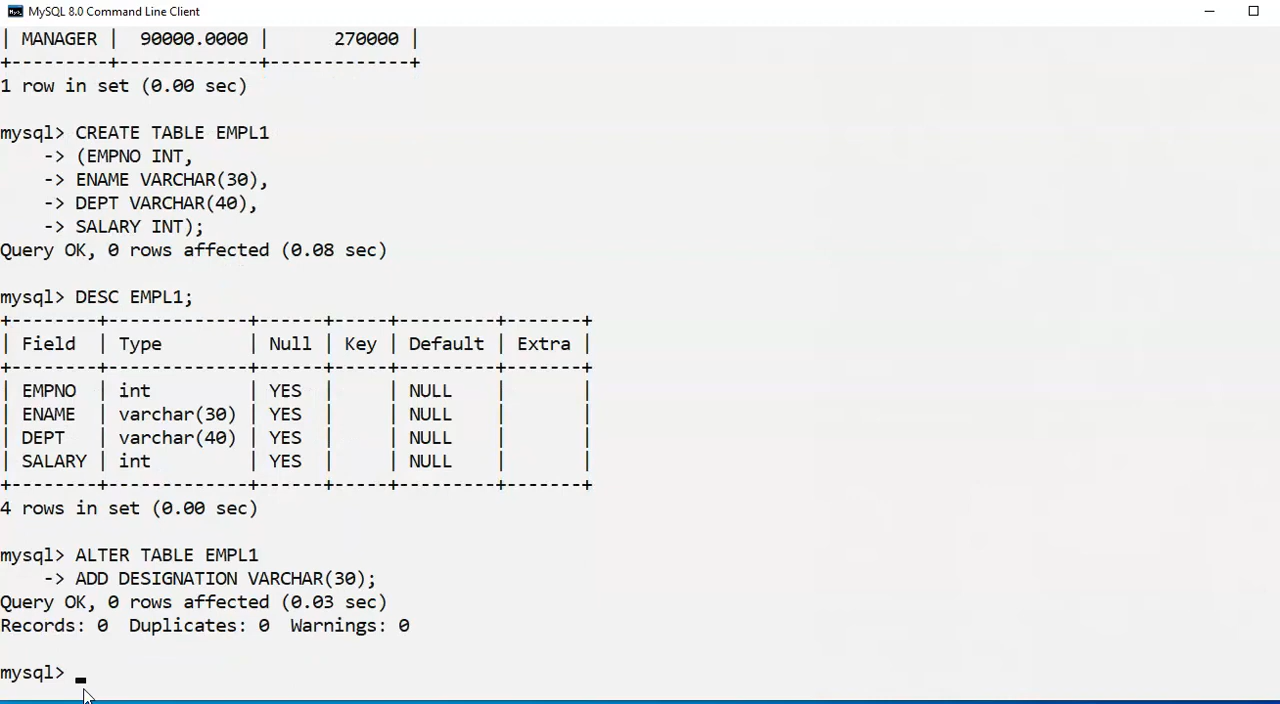 MySQL 8.0 Command Line Client
| MANAGER |  90000.0000 |      270000 |
+---------+-------------+-------------+
1 row in set (0.00 sec)
mysql> CREATE TABLE EMPL1
    -> (EMPNO INT,
    -> ENAME VARCHAR(30),
    -> DEPT VARCHAR(40),
    -> SALARY INT);
Query OK, 0 rows affected (0.08 sec)
mysql> DESC EMPL1;
+--------+-------------+------+-----+---------+-------+
| Field  | Type        | Null | Key | Default | Extra |
+--------+-------------+------+-----+---------+-------+
| EMPNO  | int         | YES  |     | NULL    |       |
| ENAME  | varchar(30) | YES  |     | NULL    |       |
| DEPT   | varchar(40) | YES  |     | NULL    |       |
| SALARY | int         | YES  |     | NULL    |       |
+--------+-------------+------+-----+---------+-------+
4 rows in set (0.00 sec)
mysql> ALTER TABLE EMPL1
    -> ADD DESIGNATION VARCHAR(30);
Query OK, 0 rows affected (0.03 sec)
Records: 0  Duplicates: 0  Warnings: 0
mysql>